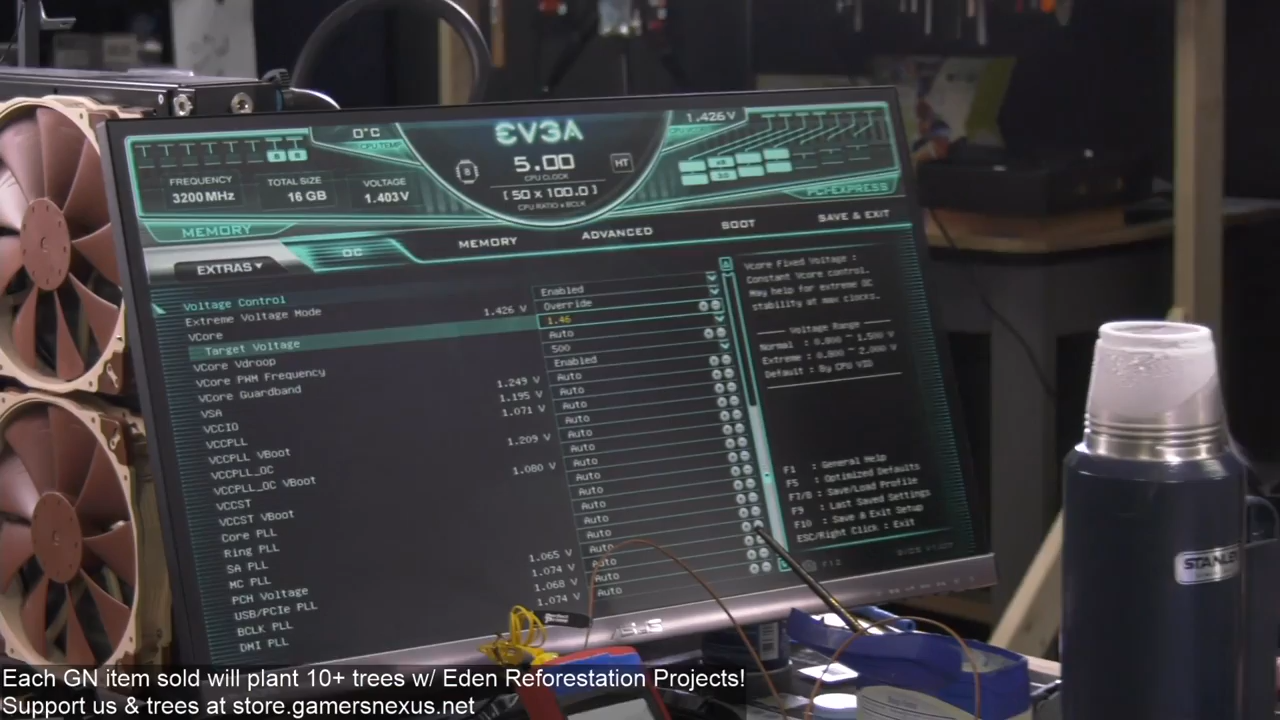 EVGA
0°C
CPU TEMP
1.426V
5.00
CPU CLOCK
HT
8
[ 50 x 100.0 ]
CPU RATIO x BCLK
FREQUENCY
3200 MHz
TOTAL SIZE
16 GB
VOLTAGE
1.403V
MEMORY
PCI-EXPRESS
EXTRAS
OC
MEMORY
ADVANCED
BOOT
SAVE & EXIT
Voltage Control
Extreme Voltage Mode Enabled
VCore 1.426 V Override
Target Voltage 1.46
VCore Vdroop Auto
VCore PWM Frequency 500
VCore Guardband Enabled
VSA 1.249 V Auto
VCCIO 1.195 V Auto
VCCPLL 1.071 V Auto
VCCPLL VBoot Auto
VCCPLL_OC 1.209 V Auto
VCCPLL_OC VBoot Auto
VCCST 1.080 V Auto
VCCST VBoot Auto
Core PLL Auto
Ring PLL Auto
SA PLL Auto
MC PLL Auto
PCH Voltage 1.065 V Auto
USB/PCIe PLL 1.074 V Auto
BCLK PLL 1.068 V Auto
DMI PLL 1.074 V Auto
Vcore Fixed Voltage :
Constant Vcore control.
May help for extreme OC
stability at max clocks.
Voltage Range
Normal : 0.800 ~ 1.500 V
Extreme : 0.800 ~ 2.000 V
Default : By CPU VID
F1 : General Help
F5 : Optimized Defaults
F7/8 : Save/Load Profile
F9 : Last Saved Settings
F10 : Save & Exit Setup
ESC/Right Click : Exit
F12
ASUS
STANLEY
Each GN item sold will plant 10+ trees w/ Eden Reforestation Projects!
Support us & trees at store.gamersnexus.net